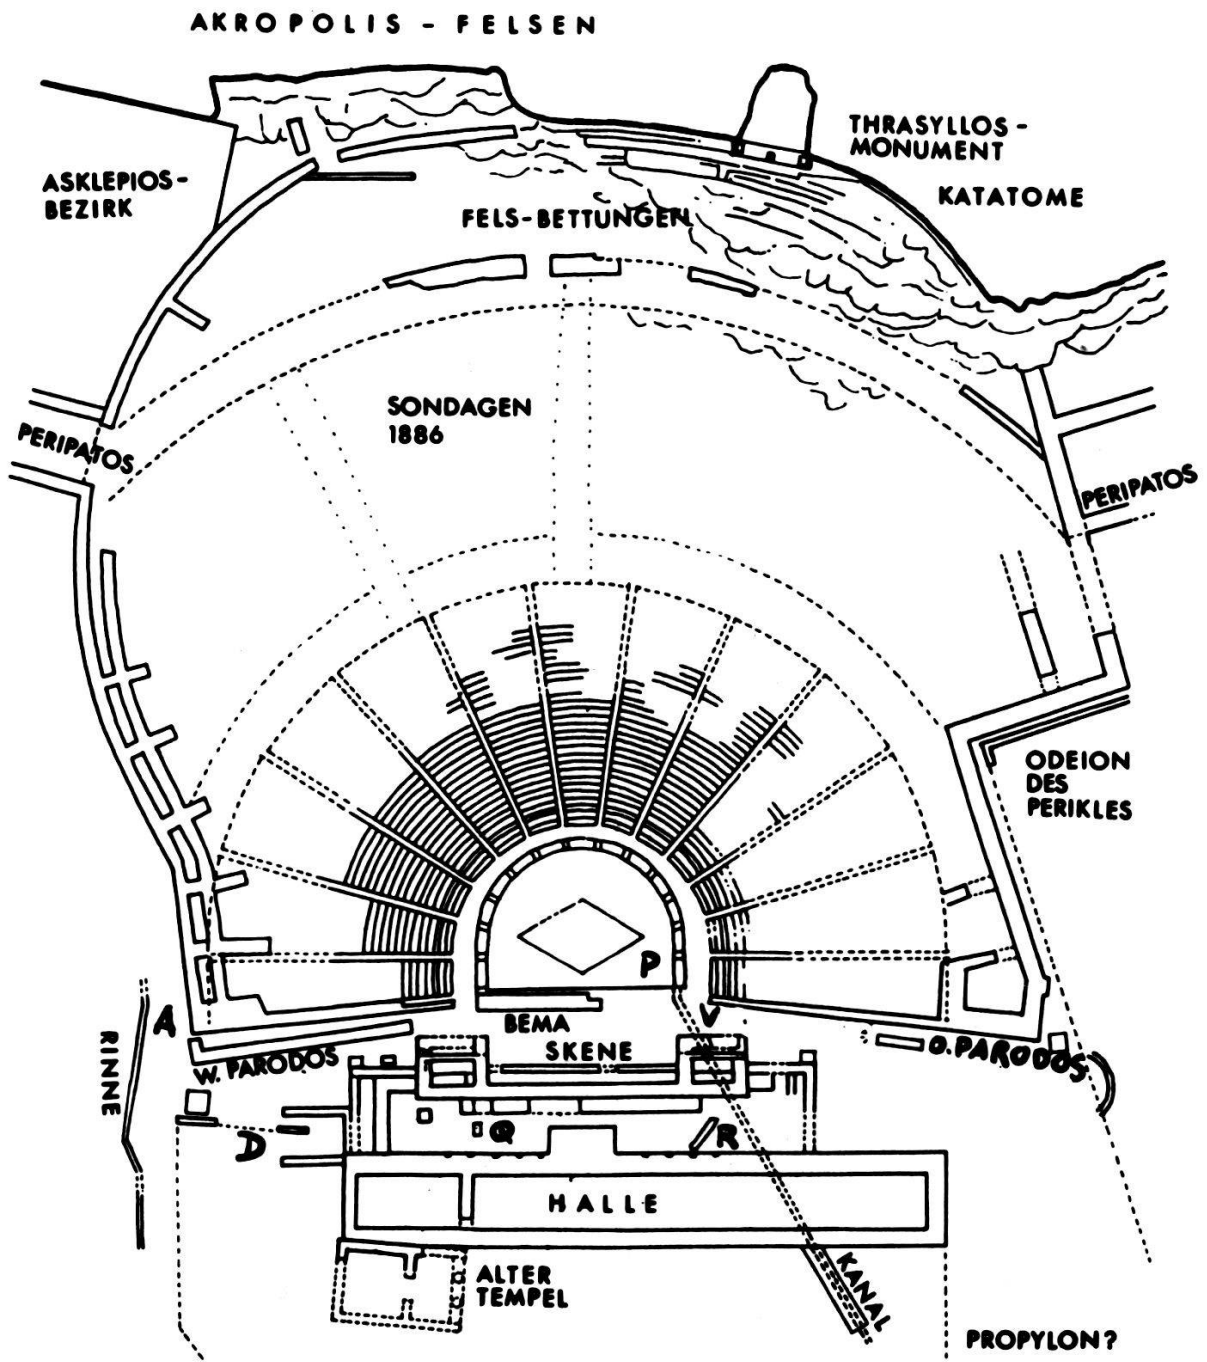 AKROPOLIS - FELSEN
THRASYLLOS -
MONUMENT
ASKLEPIOS -
BEZIRK
KATATOME
FELS-BETTUNGEN
SONDAGEN
1886
PERIPATOS
PERIPATOS
ODEION
DES
PERIKLES
P
A
BEMA
V
RINNE
W. PARODOS
SKENE
O. PARODOS
D
Q
R
HALLE
ALTER
TEMPEL
KANAL
PROPYLON?